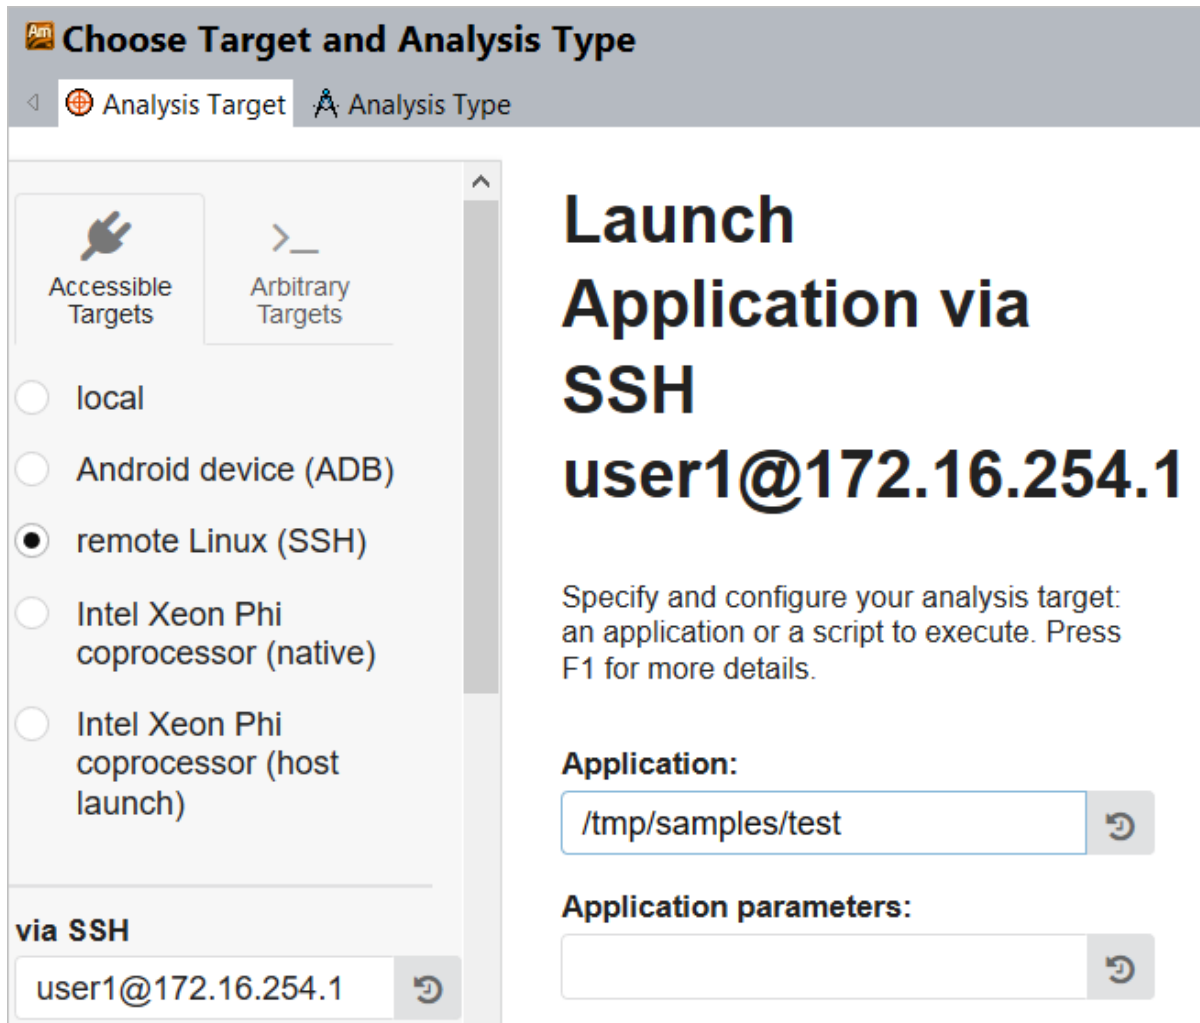 Am Choose Target and Analysis Type
Analysis Target Analysis Type
Accessible
Targets
Arbitrary
Targets
local
Android device (ADB)
remote Linux (SSH)
Intel Xeon Phi
coprocessor (native)
Intel Xeon Phi
coprocessor (host
launch)
via SSH
user1@172.16.254.1
Launch
Application via
SSH
user1@172.16.254.1
Specify and configure your analysis target:
an application or a script to execute. Press
F1 for more details.
Application:
/tmp/samples/test
Application parameters: